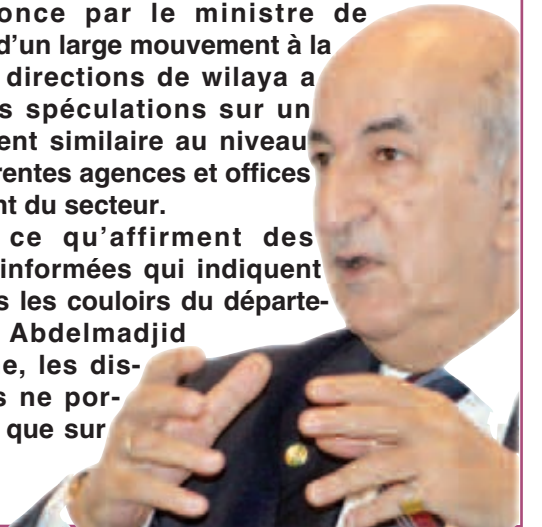 once par le ministre de
d'un large mouvement à la
directions de wilaya a
s spéculations sur un
ent similaire au niveau
rentes agences et offices
nt du secteur.
ce qu'affirment des
informées qui indiquent
s les couloirs du départe-
Abdelmadjid
e, les dis-
s ne por-
que sur